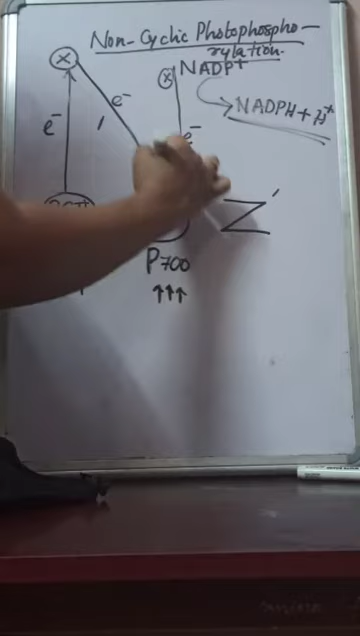 Non-Cyclic Photophospho-
rylation.
X
X NADP+
e-
NADPH + H+
e-
e-
Z'
P700
↑↑↑